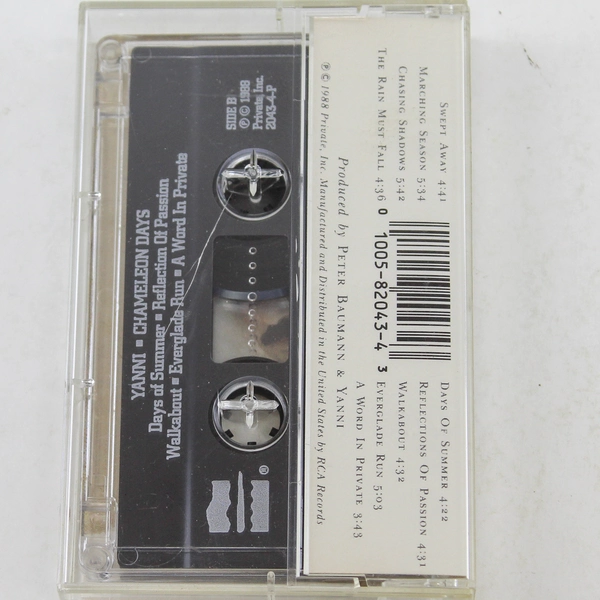 SIDE B
℗ © 1988
Private, Inc.
2043-4-P
YANNI ▪ CHAMELEON DAYS
Days of Summer ▪ Reflection Of Passion
Walkabout ▪ Everglade Run ▪ A Word In Private
®
SWEPT AWAY 4:41
MARCHING SEASON 5:34
CHASING SHADOWS 5:42
THE RAIN MUST FALL 4:36
0 1005-82043-4 3
DAYS OF SUMMER 4:22
REFLECTIONS OF PASSION 4:31
WALKABOUT 4:32
EVERGLADE RUN 5:03
A WORD IN PRIVATE 3:43
Produced by PETER BAUMANN & YANNI
℗ © 1988 Private, Inc. Manufactured and Distributed in the United States by RCA Records